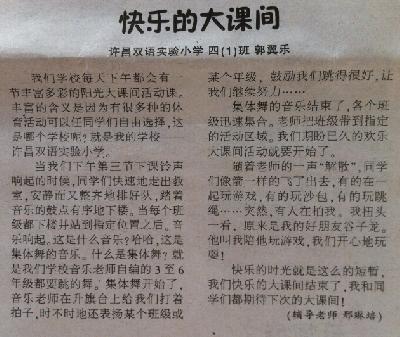 快乐的大课间
许昌双语实验小学 四(1)班 郭冀乐
我们学校每天下午都会有一
节丰富多彩的阳光大课间活动课。
丰富的含义是因为有很多种的体
育活动可以任同学们自由选择,这
是哪个学校呢?就是我的学校——
许昌双语实验小学。
当我们下午第三节下课铃声
响起的时候,同学们快速地走出教
室,安静而又整齐地排好队,踏着
音乐的鼓点有序地下楼。当每个班
级都下楼并站到指定位置之后。音
乐响起。这是什么音乐?哈哈,这是
集体舞的音乐。什么是集体舞?就
是我们学校音乐老师自编的3至6
年级都要跳的舞。集体舞开始了,
音乐老师在升旗台上给我们打着
拍子,时不时地还表扬某个班级或
某个年级,鼓励我们跳得很好,让
我们继续努力……
集体舞的音乐结束了,各个班
级迅速集合。老师把班级带到指定
的活动区域。我们期盼已久的欢乐
大课间活动就要开始了。
随着老师的一声“解散”,同学
们像箭一样的飞了出去,有的在一
起玩游戏,有的玩沙包,有的玩跳
绳……突然,有人在拍我。我扭头
一看,原来是我的好朋友谷子龙。
他叫我陪他玩游戏,我们开心地玩
耍!
快乐的时光就是这么的短暂,
我们快乐的大课间结束了,我和同
学们都期待下次的大课间!
(辅导老师 邢琳培)